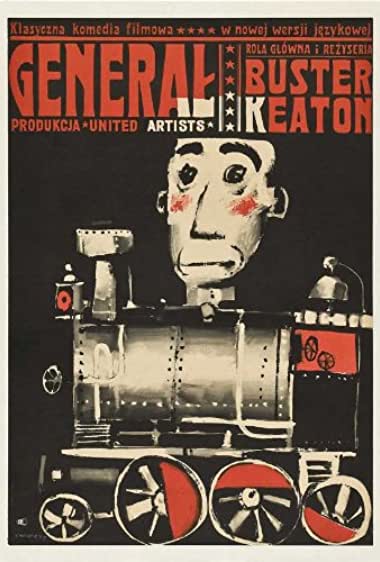 Klasyczna komedia filmowa ★★★★ w nowej wersji językowej
GENERAŁ
ROLA GŁÓWNA i REŻYSERIA
BUSTER
KEATON
PRODUKCJA ★ UNITED ARTISTS ★